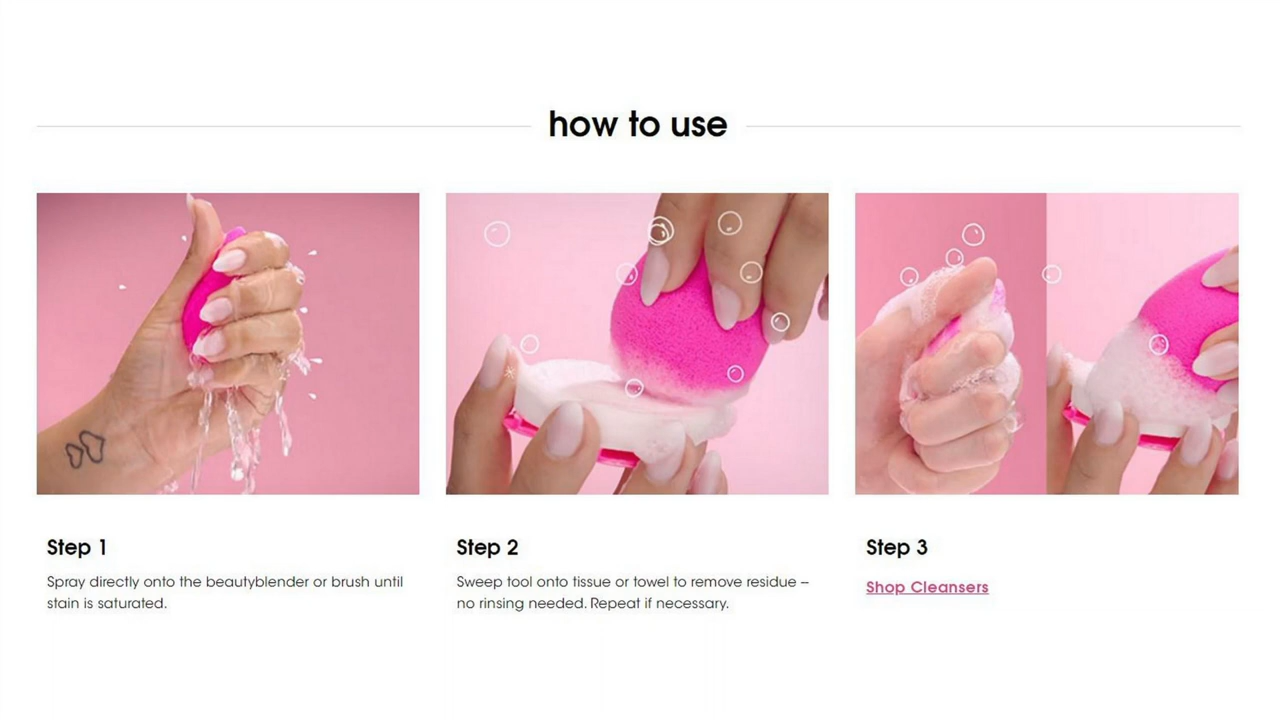 how to use
Step 1
Spray directly onto the beautyblender or brush until
stain is saturated.
Step 2
Sweep tool onto tissue or towel to remove residue –
no rinsing needed. Repeat if necessary.
Step 3
Shop Cleansers